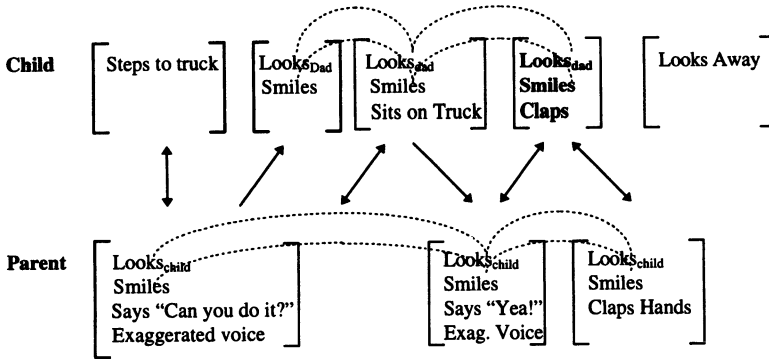 Child
Steps to truck
LooksDad
Smiles
Looksdad
Smiles
Sits on Truck
Looksdad
Smiles
Claps
Looks Away
Parent
Lookschild
Smiles
Says “Can you do it?”
Exaggerated voice
Lookschild
Smiles
Says “Yea!”
Exag. Voice
Lookschild
Smiles
Claps Hands